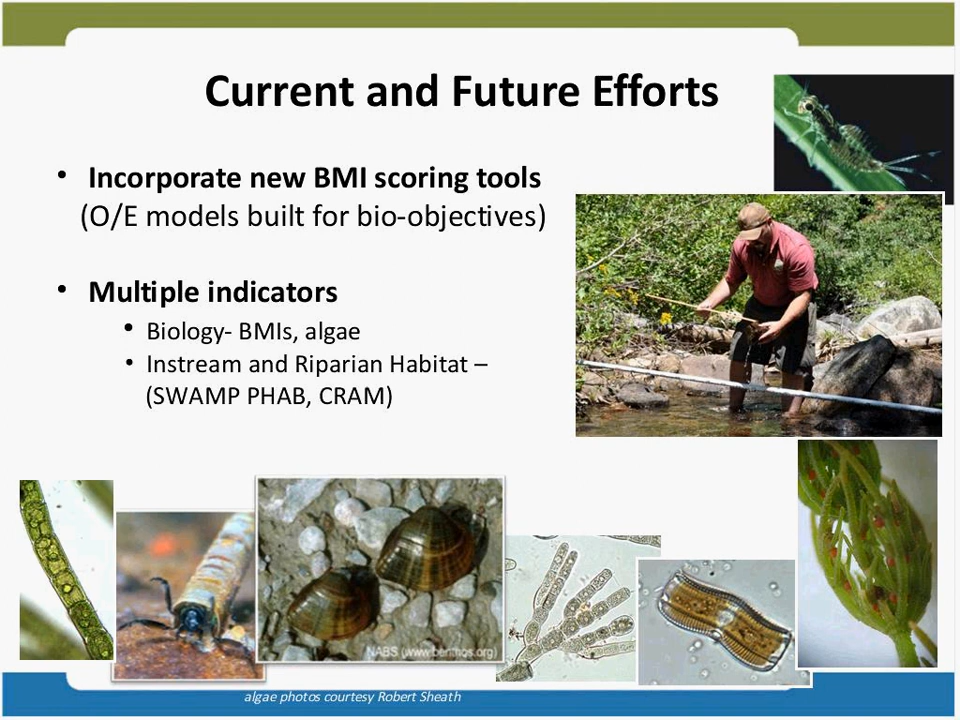 Current and Future Efforts
• Incorporate new BMI scoring tools
(O/E models built for bio-objectives)
• Multiple indicators
• Biology- BMIs, algae
• Instream and Riparian Habitat –
(SWAMP PHAB, CRAM)
NABS (www.benthos.org)
algae photos courtesy Robert Sheath